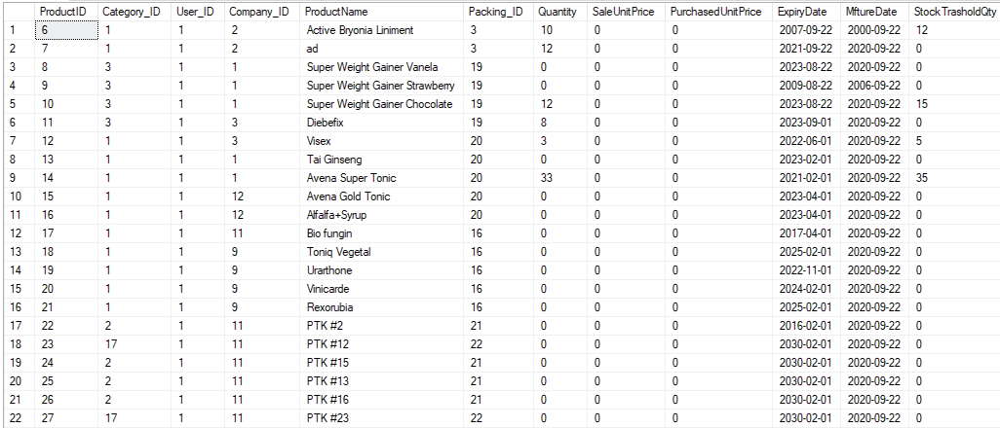 ProductID Category_ID User_ID Company_ID ProductName Packing_ID Quantity SaleUnitPrice PurchasedUnitPrice ExpiryDate MftureDate StockTrasholdQty
1 6 1 1 2 Active Bryonia Liniment 3 10 0 0 2007-09-22 2000-09-22 12
2 7 1 1 2 ad 3 12 0 0 2021-09-22 2020-09-22 0
3 8 3 1 1 Super Weight Gainer Vanela 19 0 0 0 2023-08-22 2020-09-22 0
4 9 3 1 1 Super Weight Gainer Strawberry 19 0 0 0 2009-08-22 2006-09-22 0
5 10 3 1 1 Super Weight Gainer Chocolate 19 12 0 0 2023-08-22 2020-09-22 15
6 11 3 1 3 Diebefix 19 8 0 0 2023-09-01 2020-09-22 0
7 12 1 1 3 Visex 20 3 0 0 2022-06-01 2020-09-22 5
8 13 1 1 1 Tai Ginseng 20 0 0 0 2023-02-01 2020-09-22 0
9 14 1 1 1 Avena Super Tonic 20 33 0 0 2021-02-01 2020-09-22 35
10 15 1 1 12 Avena Gold Tonic 20 0 0 0 2023-04-01 2020-09-22 0
11 16 1 1 12 Alfalfa+Syrup 20 0 0 0 2023-04-01 2020-09-22 0
12 17 1 1 11 Bio fungin 16 0 0 0 2017-04-01 2020-09-22 0
13 18 1 1 9 Toniq Vegetal 16 0 0 0 2025-02-01 2020-09-22 0
14 19 1 1 9 Urarthone 16 0 0 0 2022-11-01 2020-09-22 0
15 20 1 1 9 Vinicarde 16 0 0 0 2024-02-01 2020-09-22 0
16 21 1 1 9 Rexorubia 16 0 0 0 2025-02-01 2020-09-22 0
17 22 2 1 11 PTK #2 21 0 0 0 2016-02-01 2020-09-22 0
18 23 17 1 11 PTK #12 22 0 0 0 2030-02-01 2020-09-22 0
19 24 2 1 11 PTK #15 21 0 0 0 2030-02-01 2020-09-22 0
20 25 2 1 11 PTK #13 21 0 0 0 2030-02-01 2020-09-22 0
21 26 2 1 11 PTK #16 21 0 0 0 2030-02-01 2020-09-22 0
22 27 17 1 11 PTK #23 22 0 0 0 2030-02-01 2020-09-22 0